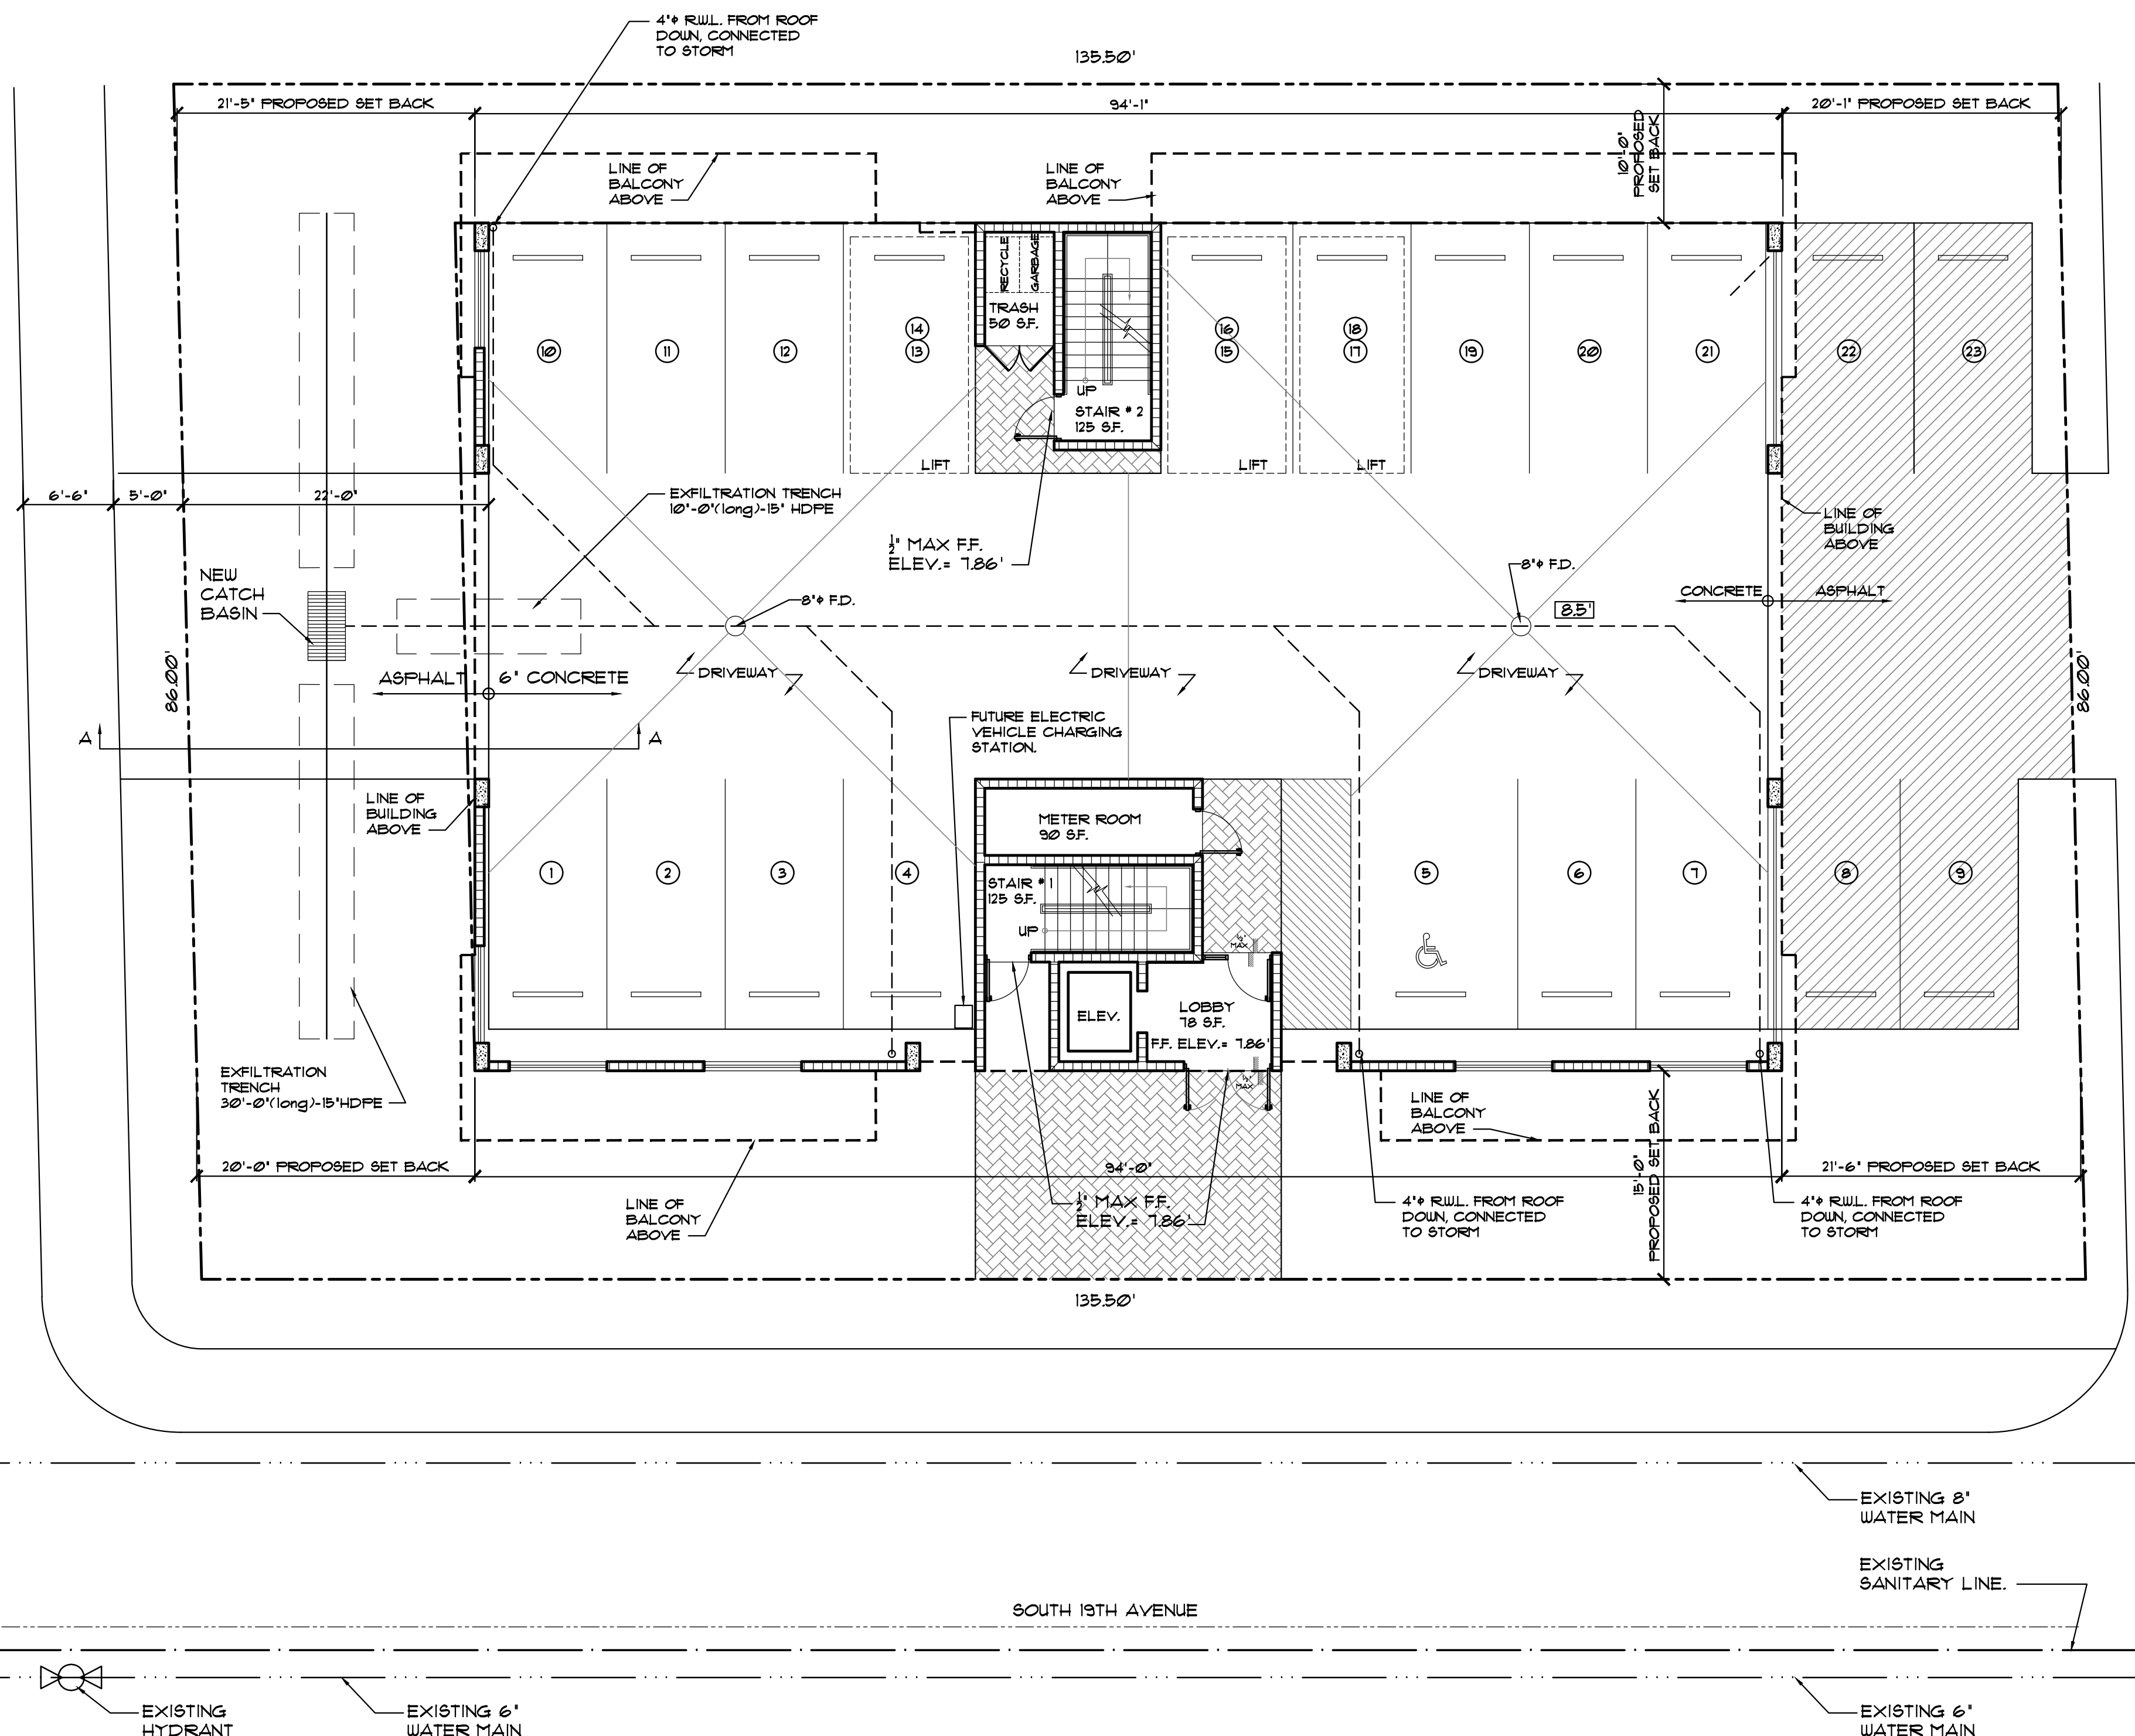 4"φ R.W.L. FROM ROOF
DOWN, CONNECTED
TO STORM
135.50'
21'-5" PROPOSED SET BACK
94'-1"
20'-1" PROPOSED SET BACK
10'-0"
PROPOSED
SET BACK
LINE OF
BALCONY
ABOVE
LINE OF
BALCONY
ABOVE
RECYCLE
GARBAGE
TRASH
50 S.F.
10
11
12
14
13
16
15
18
17
19
20
21
22
23
UP
STAIR #2
125 S.F.
LIFT
LIFT
LIFT
6'-6"
5'-0"
22'-0"
EXFILTRATION TRENCH
10'-0"(long)-15" HDPE
LINE OF
BUILDING
ABOVE
½" MAX F.F.
ELEV.= 7.86'
NEW
CATCH
BASIN
8"φ F.D.
8"φ F.D.
8.5'
CONCRETE
ASPHALT
86.00'
86.00'
ASPHALT
6" CONCRETE
DRIVEWAY
DRIVEWAY
DRIVEWAY
A
A
FUTURE ELECTRIC
VEHICLE CHARGING
STATION.
LINE OF
BUILDING
ABOVE
METER ROOM
90 S.F.
1
2
3
4
5
6
7
8
9
STAIR #1
125 S.F.
UP
½"
MAX
ELEV.
LOBBY
78 S.F.
F.F. ELEV.= 7.86'
½"
MAX
EXFILTRATION
TRENCH
30'-0"(long)-15"HDPE
LINE OF
BALCONY
ABOVE
20'-0" PROPOSED SET BACK
94'-0"
15'-0"
PROPOSED SET BACK
21'-6" PROPOSED SET BACK
LINE OF
BALCONY
ABOVE
½" MAX F.F.
ELEV.= 7.86'
4"φ R.W.L. FROM ROOF
DOWN, CONNECTED
TO STORM
4"φ R.W.L. FROM ROOF
DOWN, CONNECTED
TO STORM
135.50'
EXISTING 8"
WATER MAIN
EXISTING
SANITARY LINE.
SOUTH 19TH AVENUE
EXISTING
HYDRANT
EXISTING 6"
WATER MAIN
EXISTING 6"
WATER MAIN